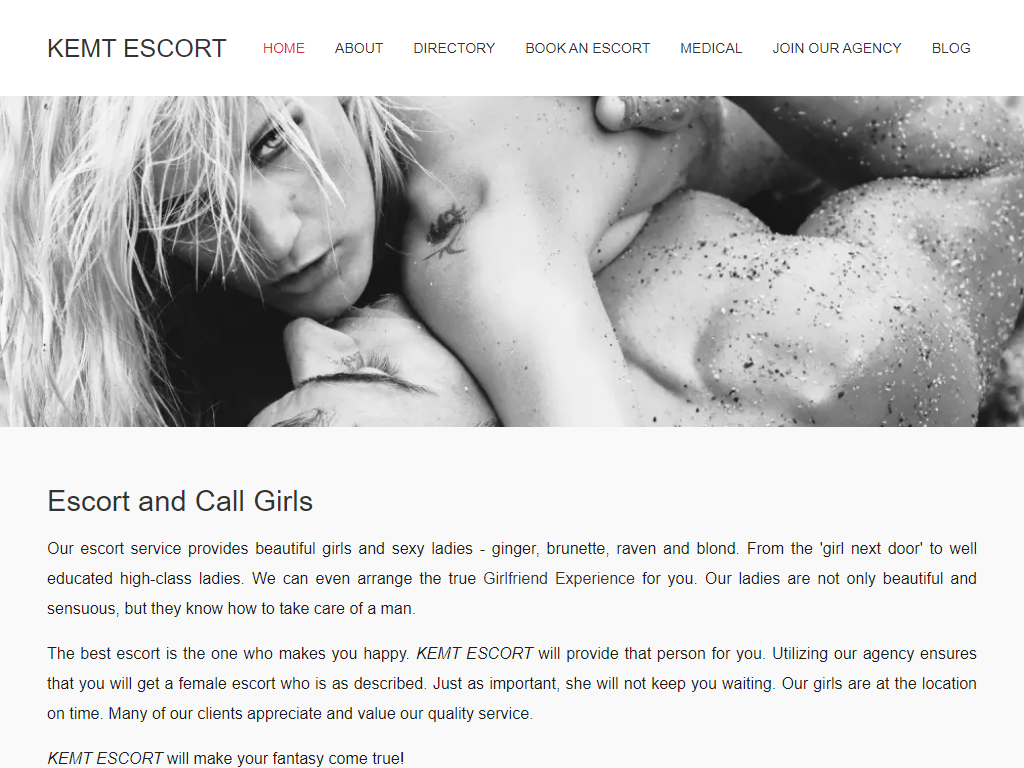 KEMT ESCORT HOME ABOUT DIRECTORY BOOK AN ESCORT MEDICAL JOIN OUR AGENCY BLOG
Escort and Call Girls
Our escort service provides beautiful girls and sexy ladies - ginger, brunette, raven and blond. From the 'girl next door' to well
educated high-class ladies. We can even arrange the true Girlfriend Experience for you. Our ladies are not only beautiful and
sensuous, but they know how to take care of a man.
The best escort is the one who makes you happy. KEMT ESCORT will provide that person for you. Utilizing our agency ensures
that you will get a female escort who is as described. Just as important, she will not keep you waiting. Our girls are at the location
on time. Many of our clients appreciate and value our quality service.
KEMT ESCORT will make your fantasy come true!